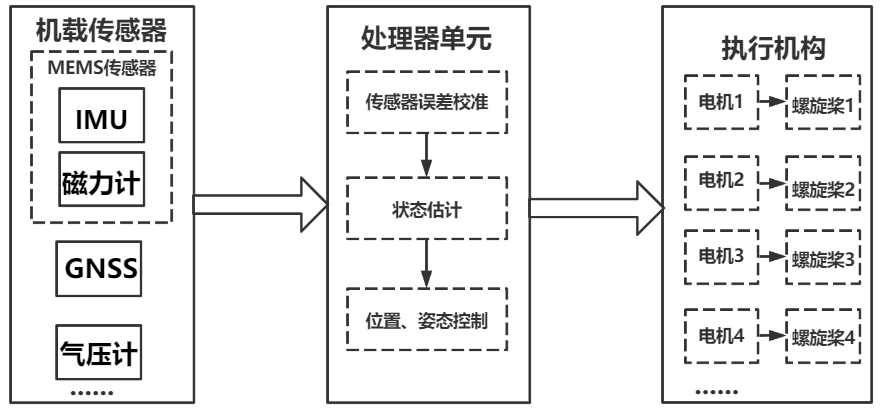 机载传感器
MEMS传感器
IMU
磁力计
GNSS
气压计
......
处理器单元
传感器误差校准
状态估计
位置、姿态控制
执行机构
电机1 螺旋桨1
电机2 螺旋桨2
电机3 螺旋桨3
电机4 螺旋桨4
......